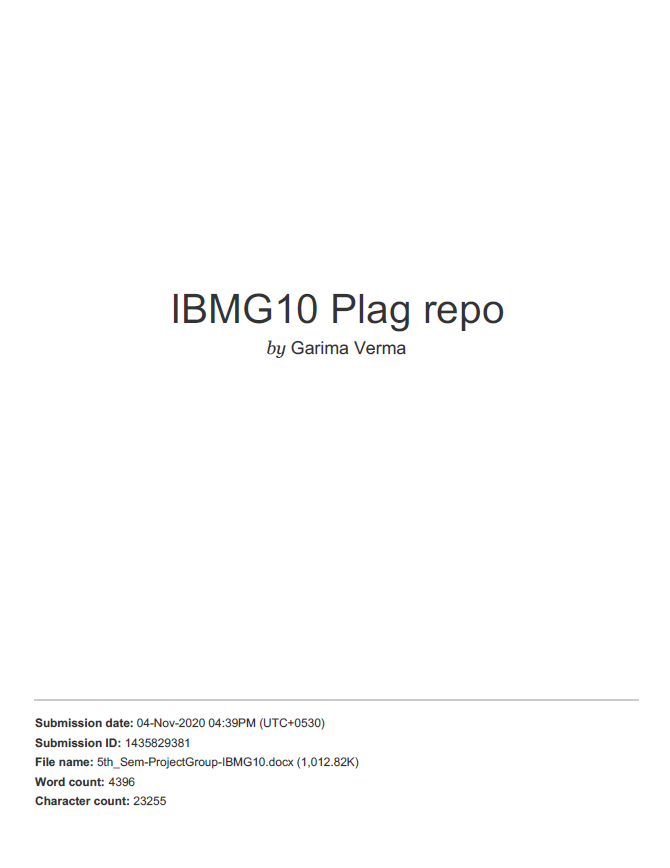 IBMG10 Plag repo
by Garima Verma
Submission date: 04-Nov-2020 04:39PM (UTC+0530)
Submission ID: 1435829381
File name: 5th_Sem-ProjectGroup-IBMG10.docx (1,012.82K)
Word count: 4396
Character count: 23255